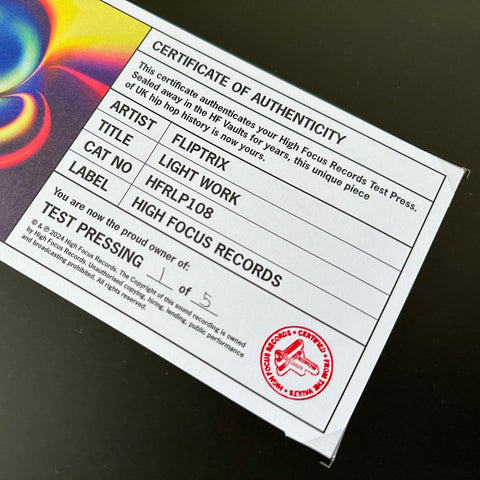 CERTIFICATE OF AUTHENTICITY
This certificate authenticates your High Focus Records Test Press.
Sealed away in the HF Vaults for years, this unique piece
of UK hip hop history is now yours.
ARTIST FLIPTRIX
TITLE LIGHT WORK
CAT NO HFRLP108
LABEL HIGH FOCUS RECORDS
You are now the proud owner of:
TEST PRESSING 1 of 5
© & ℗ 2024 High Focus Records. The Copyright of this sound recording is owned
by High Focus Records. Unauthorised copying, hiring, lending, public performance
and broadcasting prohibited. All rights reserved.
HIGH FOCUS RECORDS • CERTIFIED • FROM THE VAULTS •